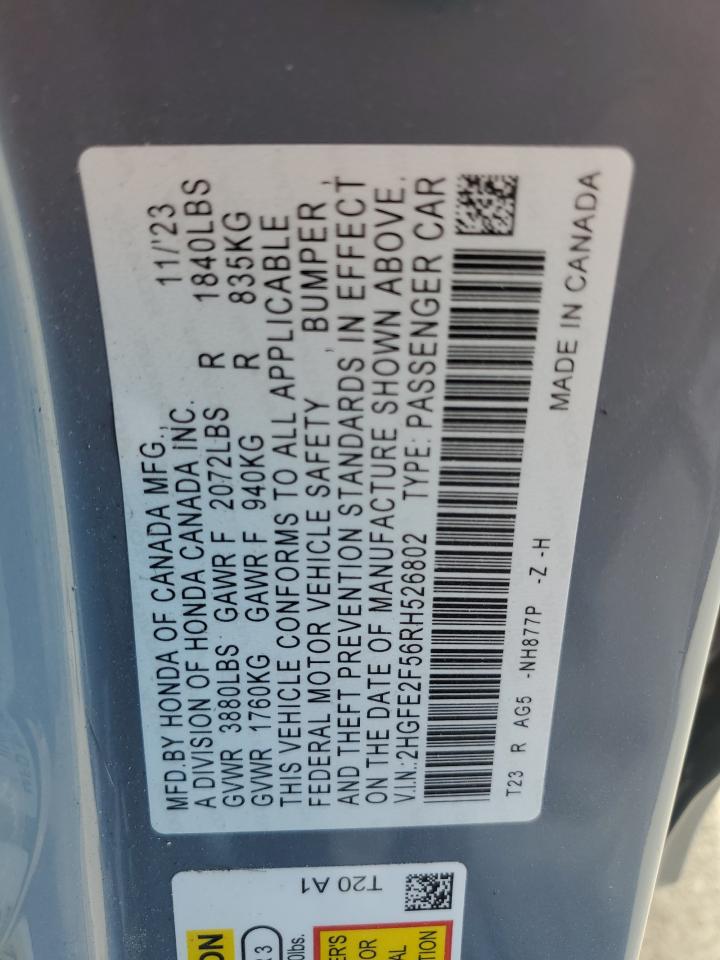 MFD.BY HONDA OF CANADA MFG., 11/'23
A DIVISION OF HONDA CANADA INC.
GVWR 3880LBS GAWR F 2072LBS R 1840LBS
GVWR 1760KG GAWR F 940KG R 835KG
THIS VEHICLE CONFORMS TO ALL APPLICABLE
FEDERAL MOTOR VEHICLE SAFETY , BUMPER ,
AND THEFT PREVENTION STANDARDS IN EFFECT
ON THE DATE OF MANUFACTURE SHOWN ABOVE.
V.I.N.:2HGFE2F56RH526802 TYPE: PASSENGER CAR
T23 R AG5 -NH877P -Z -H
MADE IN CANADA
T20 A1